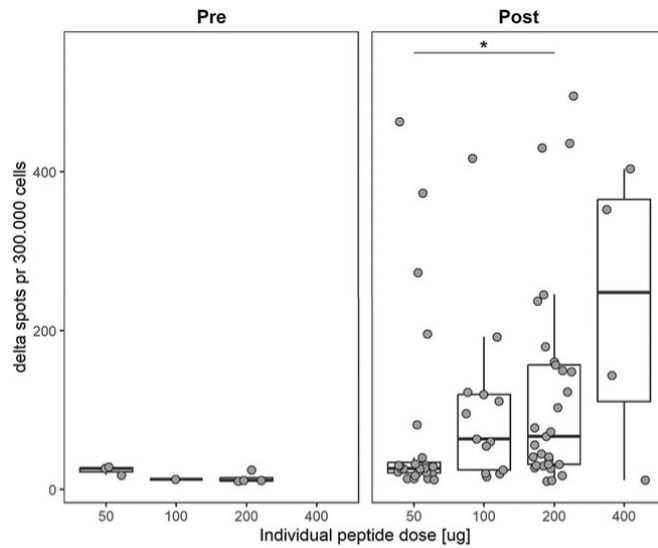 Pre Post
*
400
200
0
50 100 200 400 50 100 200 400
delta spots pr 300.000 cells
Individual peptide dose [ug]